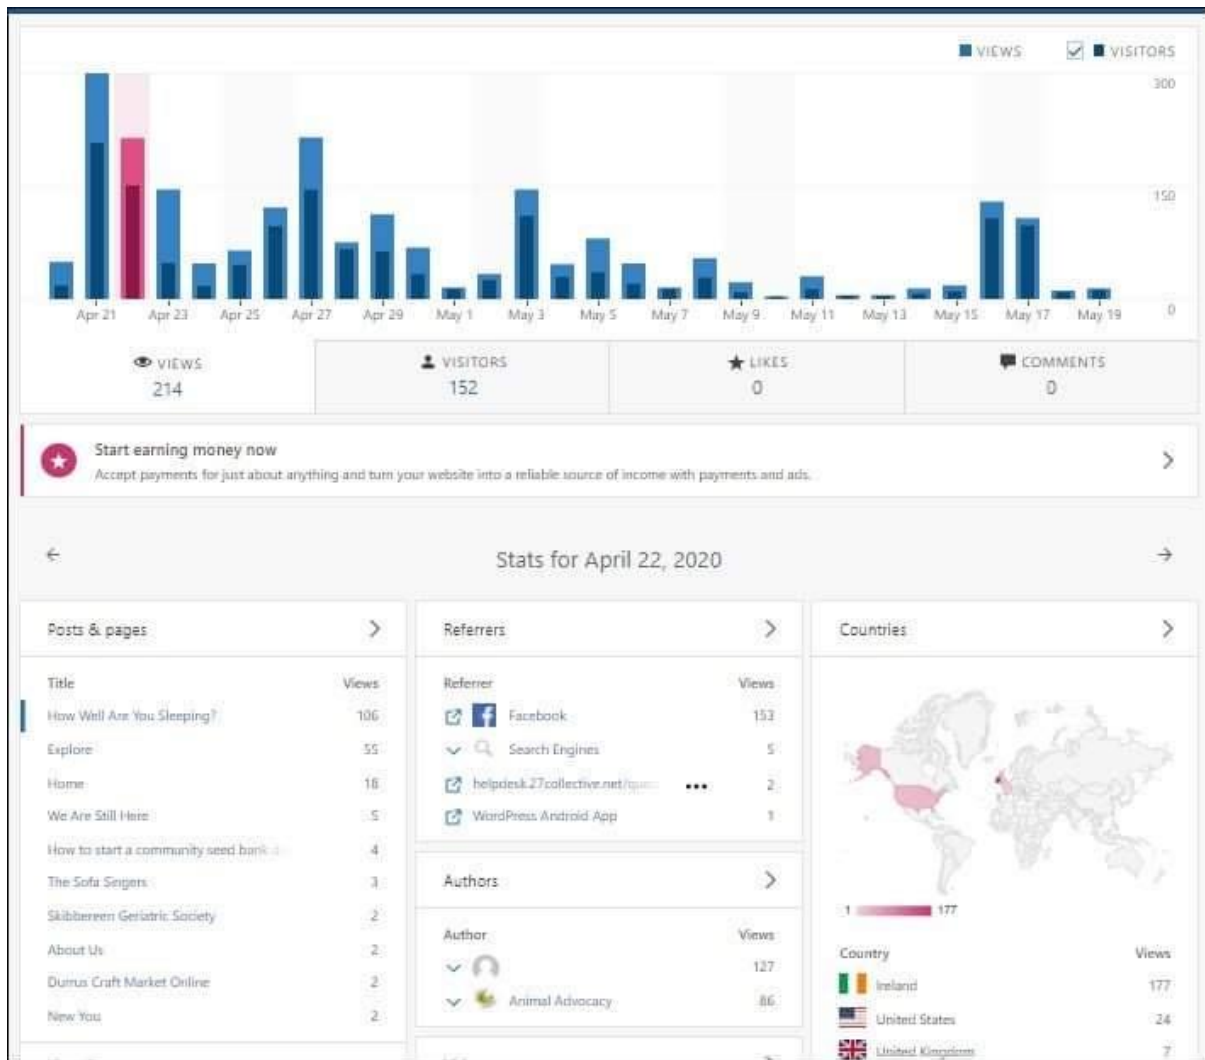 VIEWS VISITORS
300
150
0
Apr 21 Apr 23 Apr 25 Apr 27 Apr 29 May 1 May 3 May 5 May 7 May 9 May 11 May 13 May 15 May 17 May 19
VIEWS VISITORS LIKES COMMENTS
214 152 0 0
Start earning money now
Accept payments for just about anything and turn your website into a reliable source of income with payments and ads.
Stats for April 22, 2020
Posts & pages
Title Views
How Well Are You Sleeping? 106
Explore 55
Home 18
We Are Still Here 5
How to start a community seed bank 4
The Sofa Singers 3
Skibbereen Geriatric Society 2
About Us 2
Durrus Craft Market Online 2
New You 2
Referrers
Referrer Views
Facebook 153
Search Engines 5
helpdesk.27collective.net/ 2
WordPress Android App 1
Authors
Author Views
127
Animal Advocacy 86
Countries
1 177
Country Views
Ireland 177
United States 24
United Kingdom 7